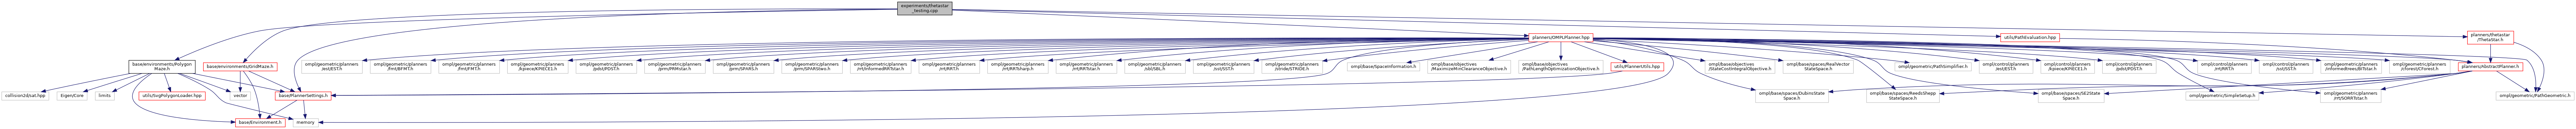 experiments/thetastar
_testing.cpp
planners/OMPLPlanner.hpp
utils/PathEvaluation.hpp
planners/thetastar
/ThetaStar.h
base/environments/Polygon
Maze.h
base/environments/GridMaze.h
ompl/geometric/planners
/est/EST.h
ompl/geometric/planners
/fmt/BFMT.h
ompl/geometric/planners
/fmt/FMT.h
ompl/geometric/planners
/kpiece/KPIECE1.h
ompl/geometric/planners
/pdst/PDST.h
ompl/geometric/planners
/prm/PRMstar.h
ompl/geometric/planners
/prm/SPARS.h
ompl/geometric/planners
/prm/SPARStwo.h
ompl/geometric/planners
/rrt/InformedRRTstar.h
ompl/geometric/planners
/rrt/RRT.h
ompl/geometric/planners
/rrt/RRTsharp.h
ompl/geometric/planners
/rrt/RRTstar.h
ompl/geometric/planners
/sbl/SBL.h
ompl/geometric/planners
/sst/SST.h
ompl/geometric/planners
/stride/STRIDE.h
ompl/base/SpaceInformation.h
ompl/base/objectives
/MaximizeMinClearanceObjective.h
ompl/base/objectives
/PathLengthOptimizationObjective.h
utils/PlannerUtils.hpp
ompl/base/objectives
/StateCostIntegralObjective.h
ompl/base/spaces/RealVector
StateSpace.h
ompl/geometric/PathSimplifier.h
ompl/control/planners
/est/EST.h
ompl/control/planners
/kpiece/KPIECE1.h
ompl/control/planners
/pdst/PDST.h
ompl/control/planners
/rrt/RRT.h
ompl/control/planners
/sst/SST.h
ompl/geometric/planners
/informedtrees/BITstar.h
ompl/geometric/planners
/cforest/CForest.h
planners/AbstractPlanner.h
collision2d/sat.hpp
Eigen/Core
limits
utils/SvgPolygonLoader.hpp
vector
base/PlannerSettings.h
ompl/base/spaces/DubinsState
Space.h
ompl/base/spaces/ReedsShepp
StateSpace.h
ompl/base/spaces/SE2State
Space.h
ompl/geometric/SimpleSetup.h
ompl/geometric/planners
/rrt/SORRTstar.h
ompl/geometric/PathGeometric.h
base/Environment.h
memory